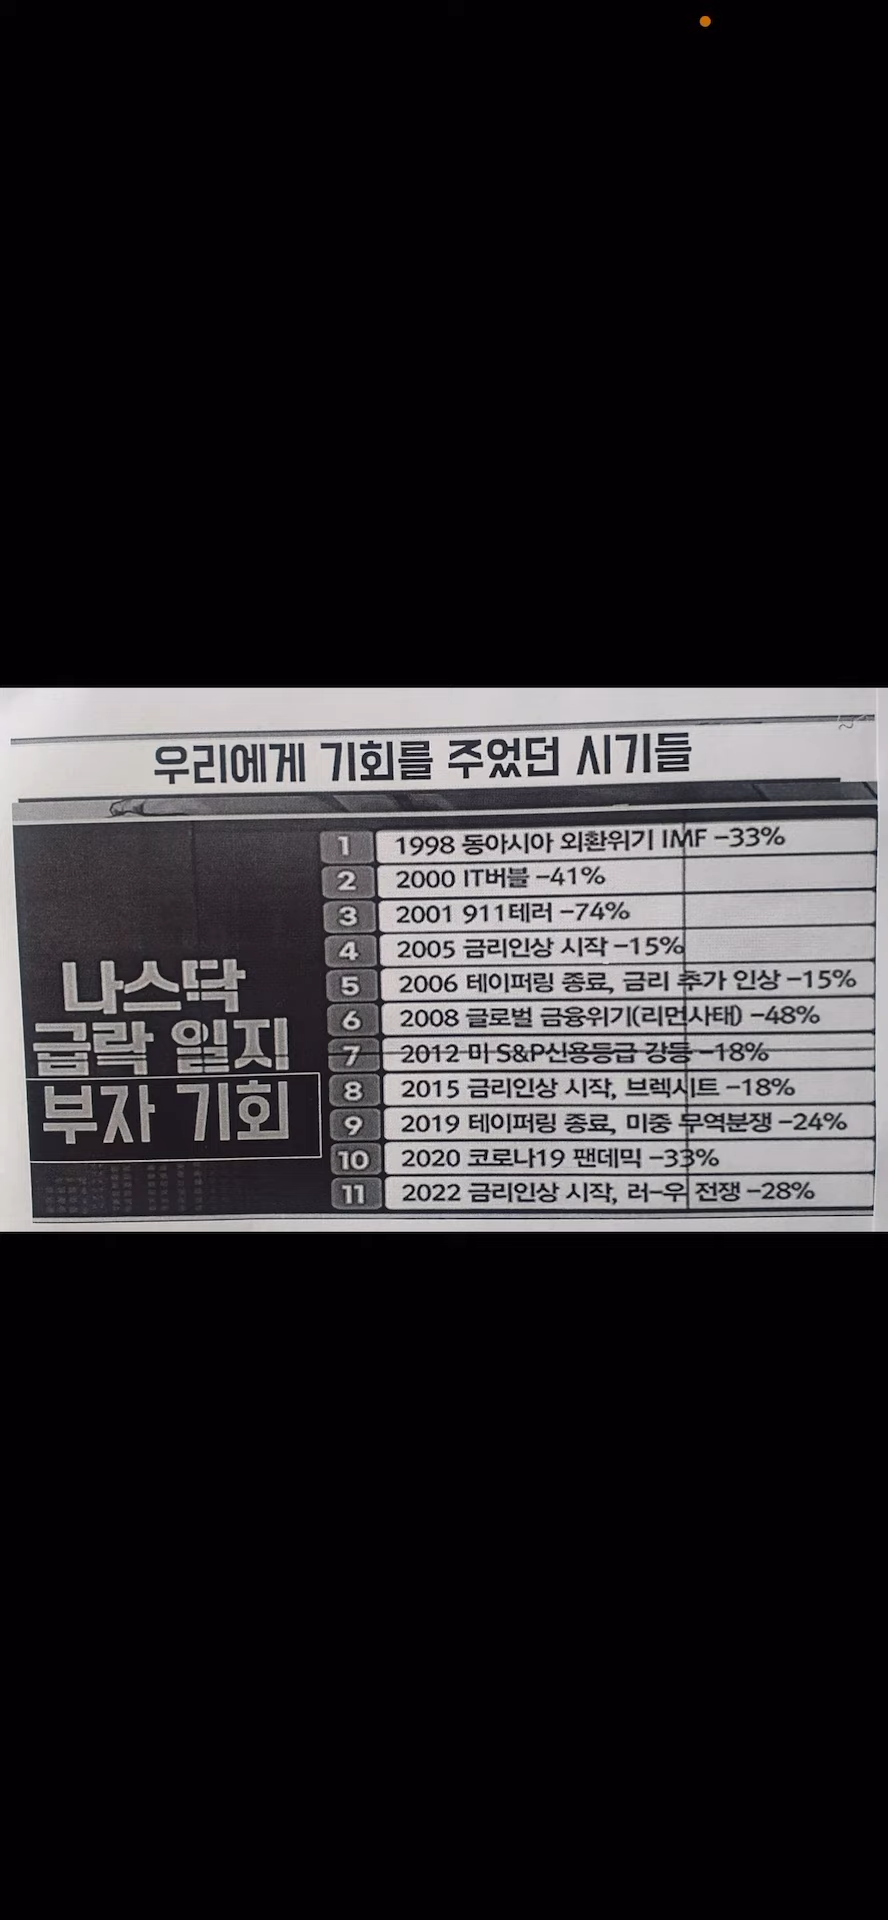 우리에게 기회를 주었던 시기들
나스닥
급락 일지
부자 기회
1 1998 동아시아 외환위기 IMF -33%
2 2000 IT버블 -41%
3 2001 911테러 -74%
4 2005 금리인상 시작 -15%
5 2006 테이퍼링 종료, 금리 추가 인상 -15%
6 2008 글로벌 금융위기(리먼사태) -48%
7 2012 미 S&P신용등급 강등 -18%
8 2015 금리인상 시작, 브렉시트 -18%
9 2019 테이퍼링 종료, 미중 무역분쟁 -24%
10 2020 코로나19 팬데믹 -33%
11 2022 금리인상 시작, 러-우 전쟁 -28%